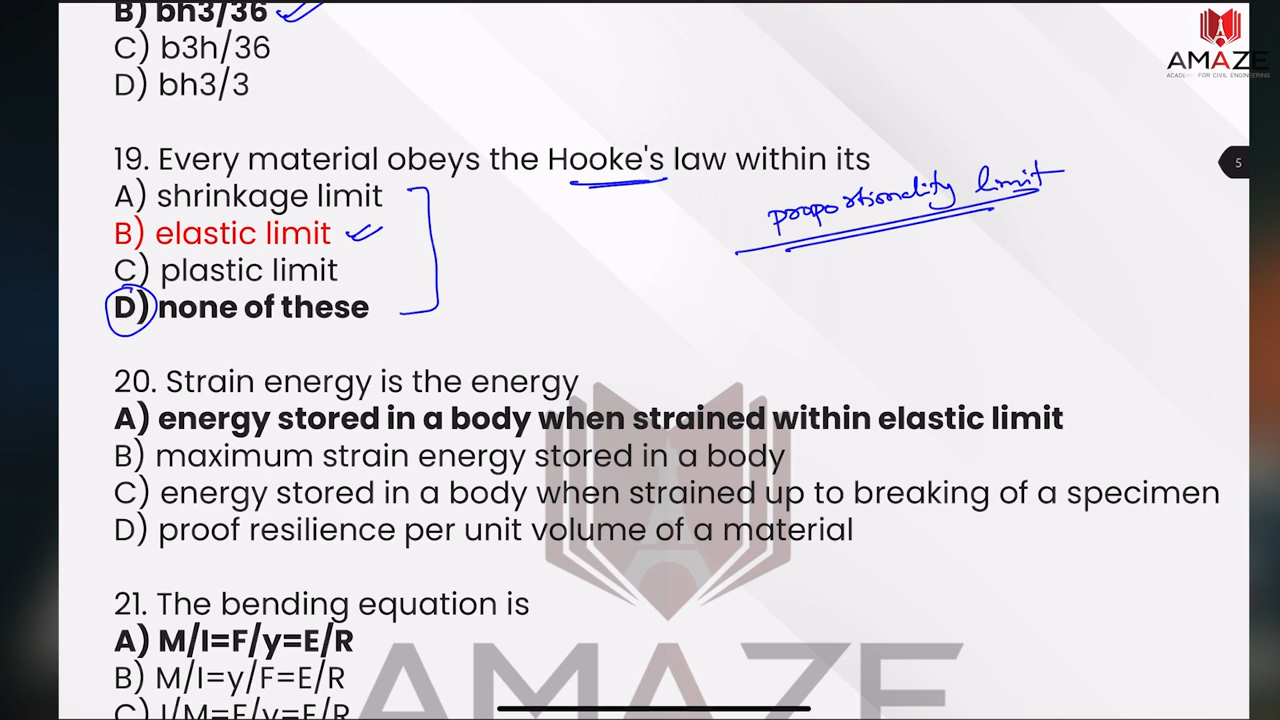 B) bh3/36
C) b3h/36
D) bh3/3
AMAZE
ACADEMY FOR CIVIL ENGINEERING
19. Every material obeys the Hooke's law within its
5
A) shrinkage limit
proportionality limit
B) elastic limit
C) plastic limit
D) none of these
20. Strain energy is the energy
A) energy stored in a body when strained within elastic limit
B) maximum strain energy stored in a body
C) energy stored in a body when strained up to breaking of a specimen
D) proof resilience per unit volume of a material
21. The bending equation is
A) M/I=F/y=E/R
B) M/I=y/F=E/R
C) I/M=F/y=E/R
AMAZE